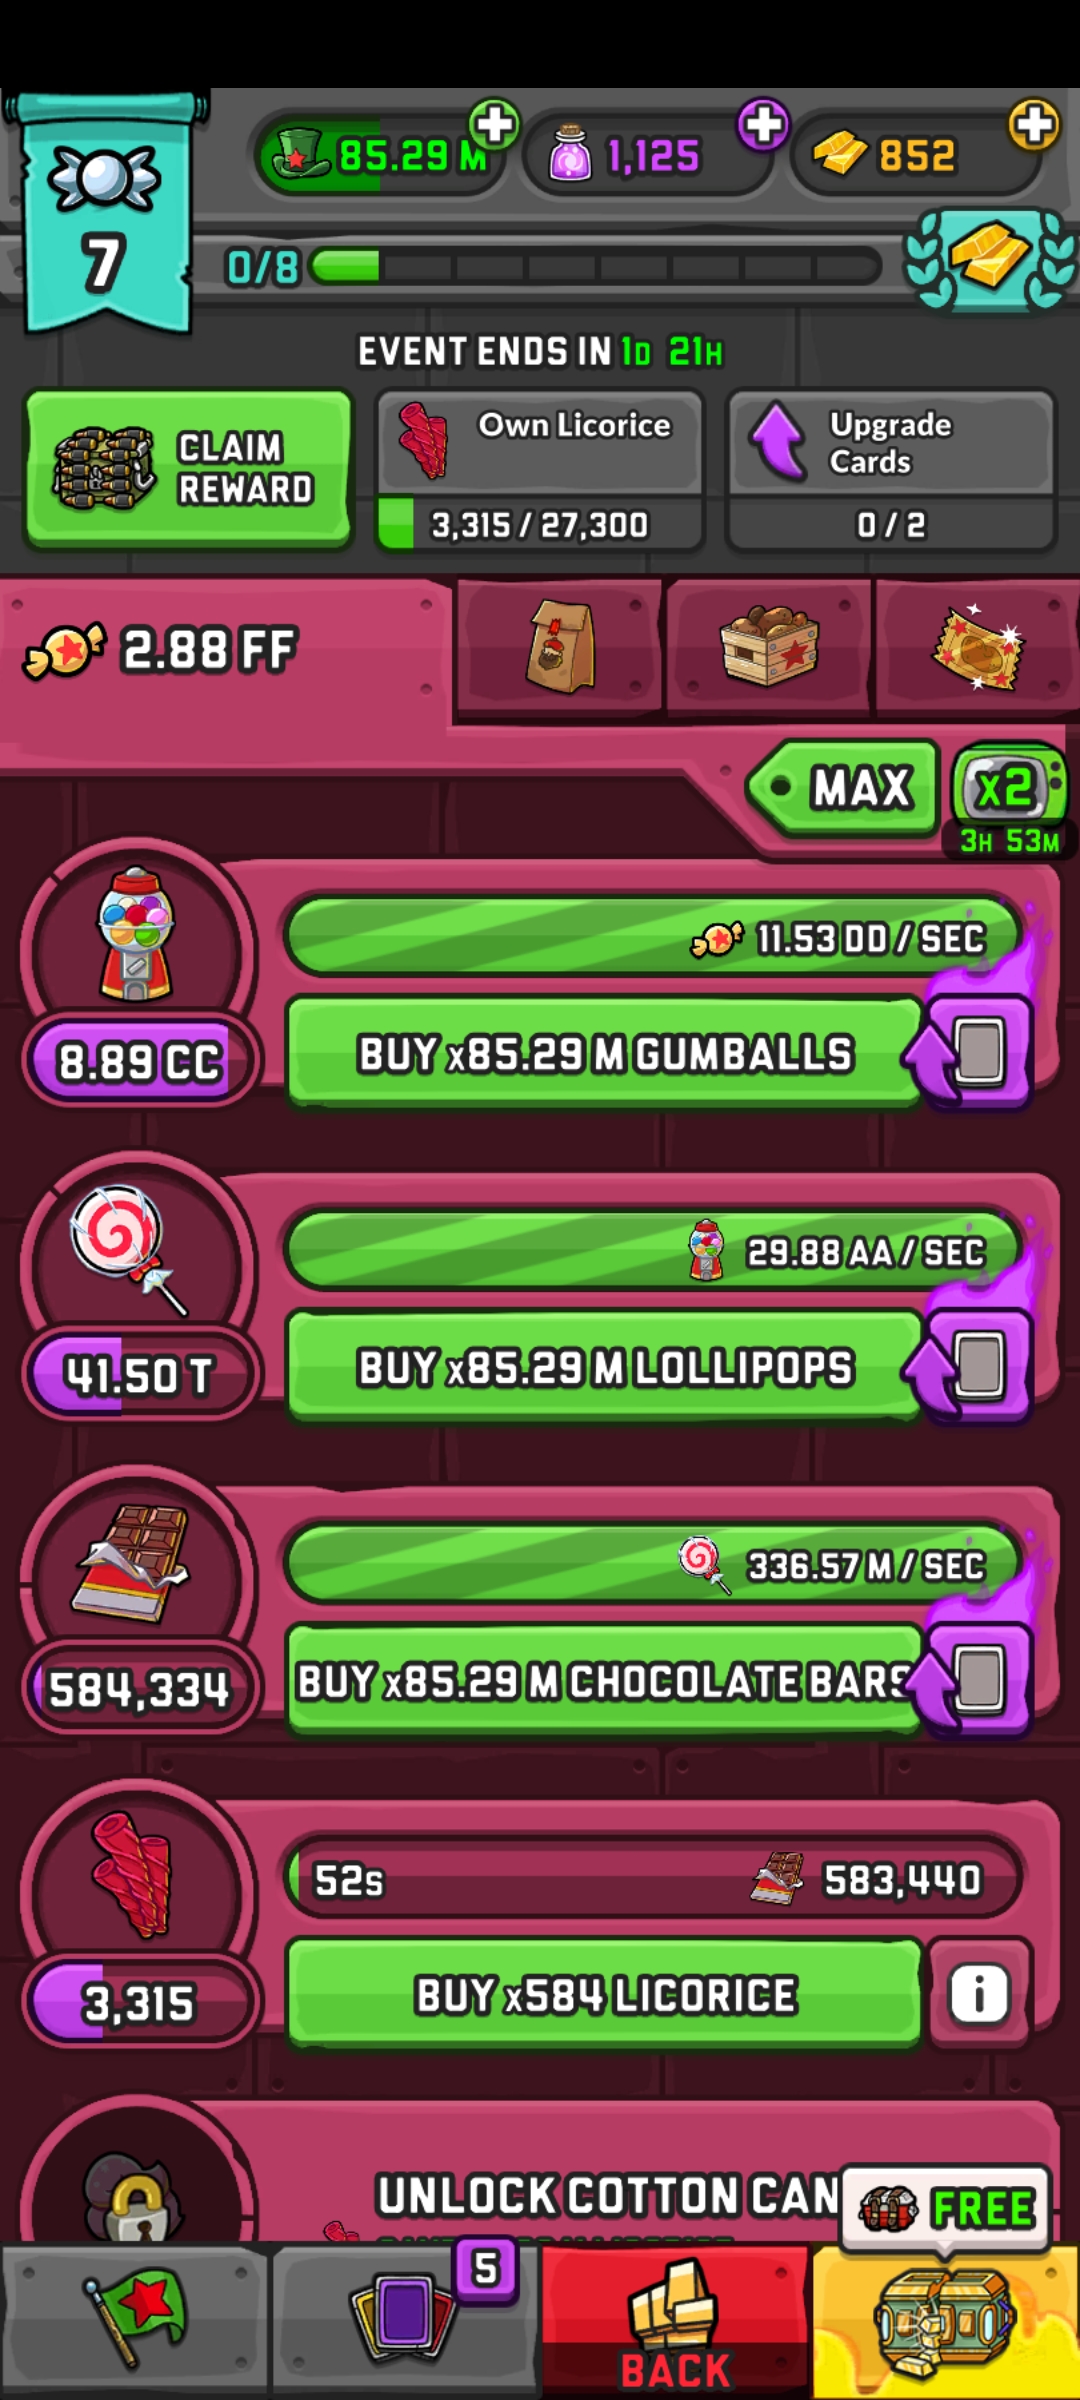 85.29 M
1,125
852
7
0/8
EVENT ENDS IN 1D 21H
CLAIM
REWARD
Own Licorice
3,315 / 27,300
Upgrade
Cards
0 / 2
2.88 FF
MAX
x2
3H 53M
11.53 DD / SEC
8.89 CC
BUY x85.29 M GUMBALLS
29.88 AA / SEC
41.50 T
BUY x85.29 M LOLLIPOPS
336.57 M / SEC
584,334
BUY x85.29 M CHOCOLATE BARS
52s
583,440
3,315
BUY x584 LICORICE
i
UNLOCK COTTON CAN
FREE
5
BACK